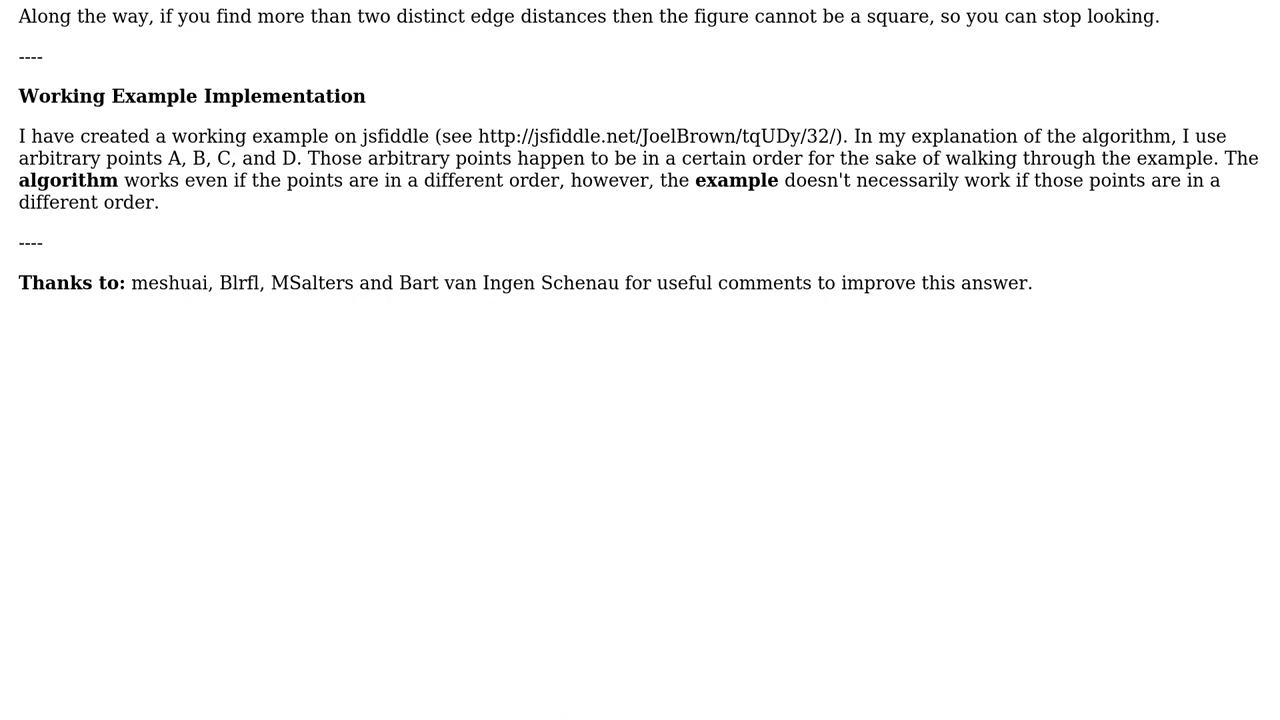 Along the way, if you find more than two distinct edge distances then the figure cannot be a square, so you can stop looking.
----
Working Example Implementation
I have created a working example on jsfiddle (see http://jsfiddle.net/JoelBrown/tqUDy/32/). In my explanation of the algorithm, I use
arbitrary points A, B, C, and D. Those arbitrary points happen to be in a certain order for the sake of walking through the example. The
algorithm works even if the points are in a different order, however, the example doesn't necessarily work if those points are in a
different order.
----
Thanks to: meshuai, Blrfl, MSalters and Bart van Ingen Schenau for useful comments to improve this answer.